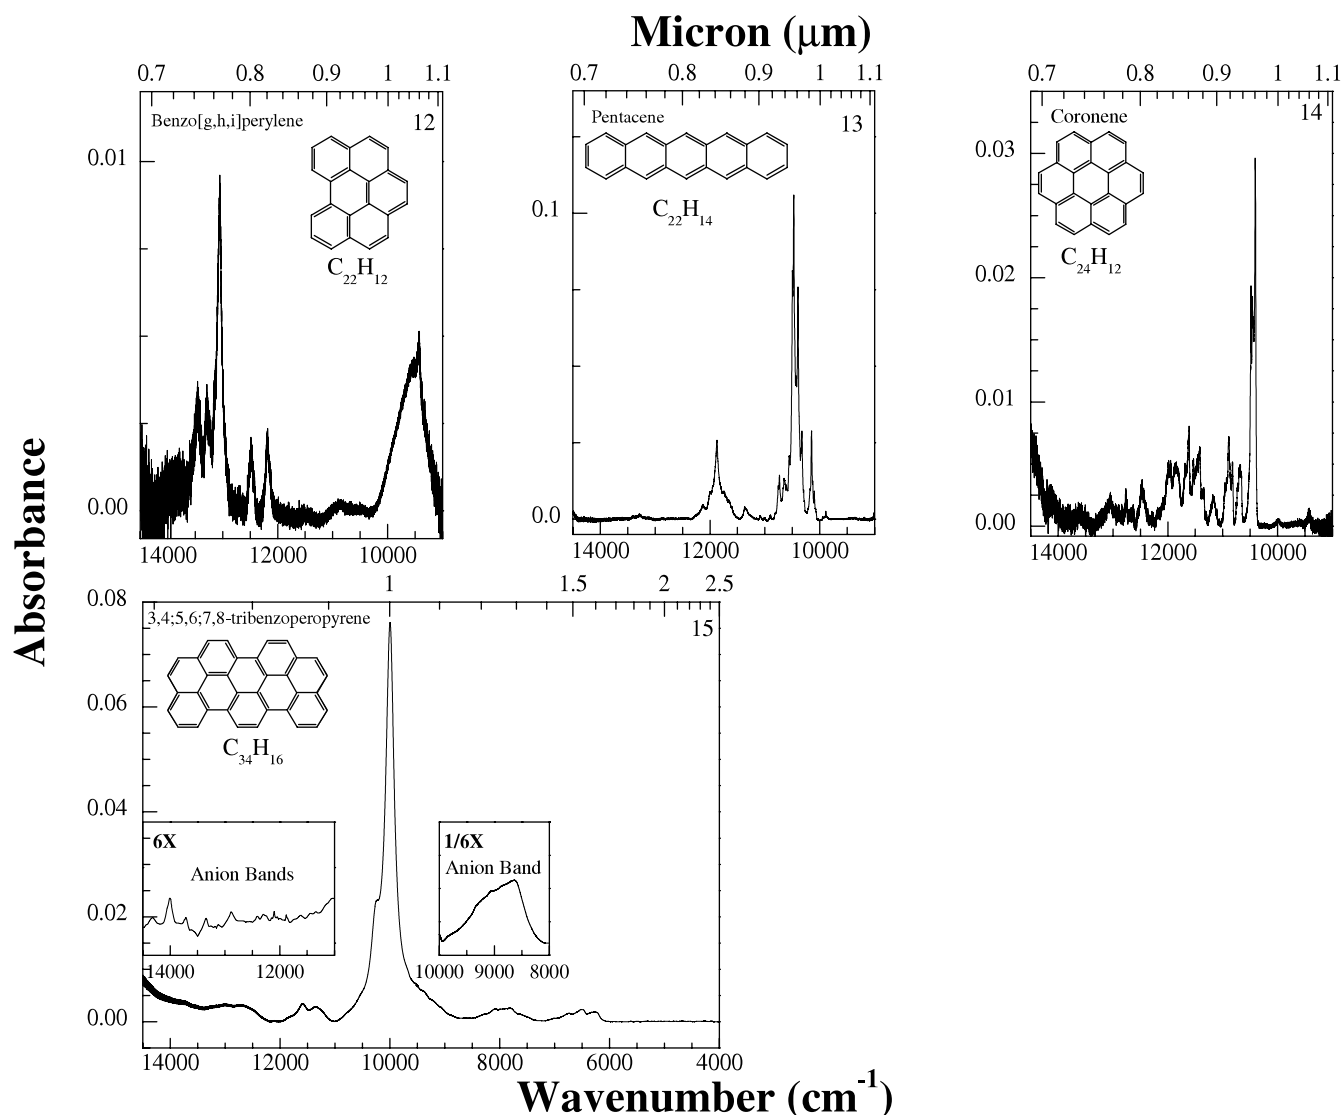 Micron (μm)
0.7 0.8 0.9 1 1.1
0.7 0.8 0.9 1 1.1
0.7 0.8 0.9 1 1.1
Benzo[g,h,i]perylene
12
C22H12
0.01
0.00
14000 12000 10000
Pentacene
13
C22H14
0.1
0.0
14000 12000 10000
Coronene
14
C24H12
0.03
0.02
0.01
0.00
14000 12000 10000
Absorbance
1 1.5 2 2.5
3,4;5,6;7,8-tribenzoperopyrene
15
C34H16
0.08
0.06
0.04
0.02
0.00
6X
Anion Bands
14000 12000
1/6X
Anion Band
10000 9000 8000
14000 12000 10000 8000 6000 4000
Wavenumber (cm-1)